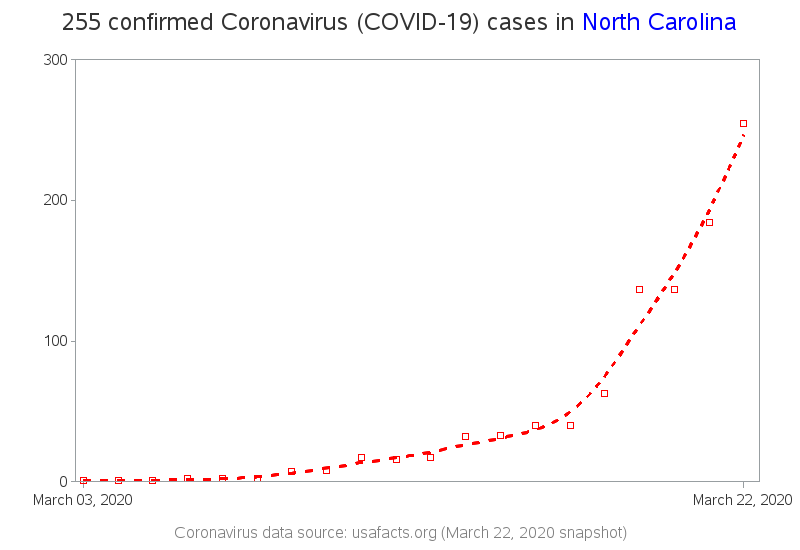 255 confirmed Coronavirus (COVID-19) cases in North Carolina
300
200
100
0
March 03, 2020 March 22, 2020
Coronavirus data source: usafacts.org (March 22, 2020 snapshot)